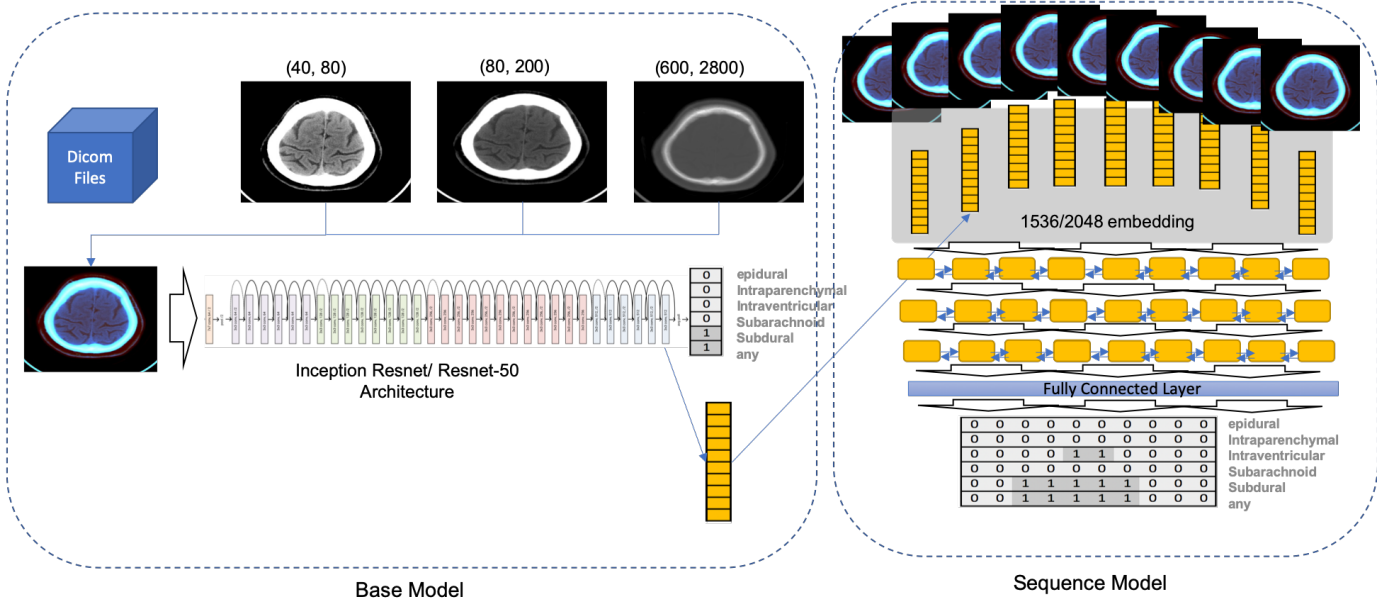 (40, 80)
(80, 200)
(600, 2800)
Dicom
Files
0 epidural
0 Intraparenchymal
0 Intraventricular
0 Subarachnoid
1 Subdural
1 any
Inception Resnet/ Resnet-50
Architecture
Base Model
1536/2048 embedding
Fully Connected Layer
0 0 0 0 0 0 0 0 0 0 epidural
0 0 0 0 0 0 0 0 0 0 Intraparenchymal
0 0 0 0 1 1 0 0 0 0 Intraventricular
0 0 0 0 0 0 0 0 0 0 Subarachnoid
0 0 1 1 1 1 1 0 0 0 Subdural
0 0 1 1 1 1 1 0 0 0 any
Sequence Model